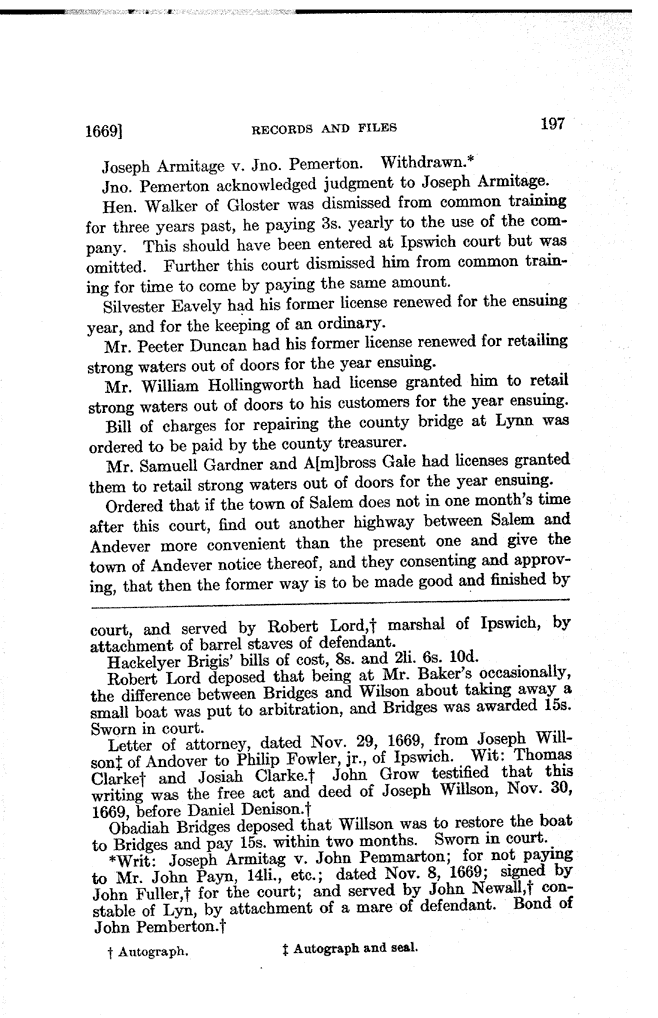 1669]
RECORDS AND FILES
197
Joseph Armitage v. Jno. Pemerton. Withdrawn.*
Jno. Pemerton acknowledged judgment to Joseph Armitage.
Hen. Walker of Gloster was dismissed from common training
for three years past, he paying 3s. yearly to the use of the com-
pany. This should have been entered at Ipswich court but was
omitted. Further this court dismissed him from common train-
ing for time to come by paying the same amount.
Silvester Eavely had his former license renewed for the ensuing
year, and for the keeping of an ordinary.
Mr. Peeter Duncan had his former license renewed for retailing
strong waters out of doors for the year ensuing.
Mr. William Hollingworth had license granted him to retail
strong waters out of doors to his customers for the year ensuing.
Bill of charges for repairing the county bridge at Lynn was
ordered to be paid by the county treasurer.
Mr. Samuell Gardner and A[m]bross Gale had licenses granted
them to retail strong waters out of doors for the year ensuing.
Ordered that if the town of Salem does not in one month's time
after this court, find out another highway between Salem and
Andever more convenient than the present one and give the
town of Andever notice thereof, and they consenting and approv-
ing, that then the former way is to be made good and finished by
court, and served by Robert Lord,† marshal of Ipswich, by
attachment of barrel staves of defendant.
Hackelyer Brigis' bills of cost, 8s. and 2li. 6s. 10d.
Robert Lord deposed that being at Mr. Baker's occasionally,
the difference between Bridges and Wilson about taking away a
small boat was put to arbitration, and Bridges was awarded 15s.
Sworn in court.
Letter of attorney, dated Nov. 29, 1669, from Joseph Will-
son‡ of Andover to Philip Fowler, jr., of Ipswich. Wit: Thomas
Clarke† and Josiah Clarke.† John Grow testified that this
writing was the free act and deed of Joseph Willson, Nov. 30,
1669, before Daniel Denison.†
Obadiah Bridges deposed that Willson was to restore the boat
to Bridges and pay 15s. within two months. Sworn in court.
*Writ: Joseph Armitag v. John Pemmarton; for not paying
to Mr. John Payn, 14li., etc.; dated Nov. 8, 1669; signed by
John Fuller,† for the court; and served by John Newall,† con-
stable of Lyn, by attachment of a mare of defendant. Bond of
John Pemberton.†
† Autograph. ‡ Autograph and seal.